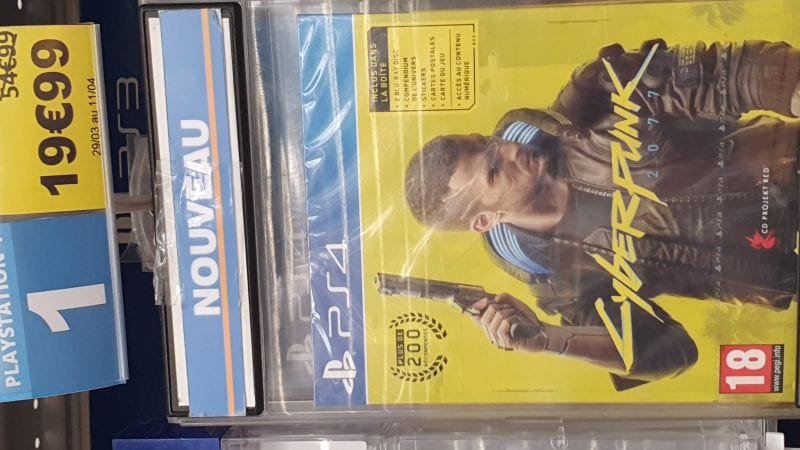 54€99
19€99
29/03 au 11/04
PLAYSTATION
1
PS3
NOUVEAU
PS4
INCLUS DANS
LA BOÎTE
• 2 BLU-RAY DISC
• COMPENDIUM
DE L'UNIVERS
• STICKERS
• CARTES POSTALES
• CARTE DU JEU
• ACCÈS AU CONTENU
NUMÉRIQUE
PLUS DE
200
RÉCOMPENSES
CYBERPUNK
2077
CD PROJEKT RED
18
www.pegi.info